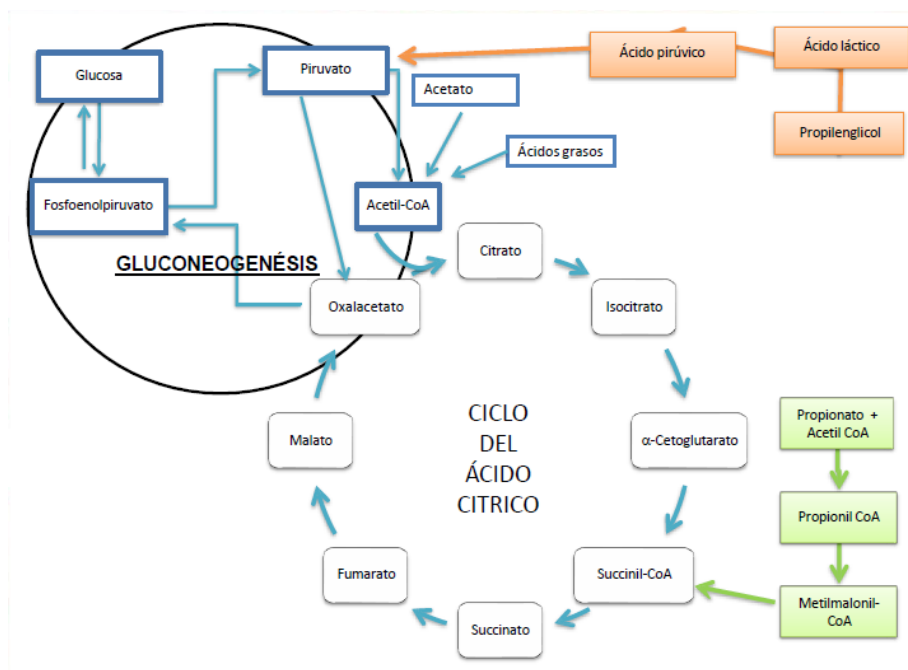 Glucosa
Piruvato
Ácido pirúvico
Ácido láctico
Acetato
Propilenglicol
Ácidos grasos
Fosfoenolpiruvato
Acetil-CoA
GLUCONEOGENÉSIS
Citrato
Oxalacetato
Isocitrato
CICLO
DEL
ÁCIDO
CITRICO
Malato
α-Cetoglutarato
Propionato +
Acetil CoA
Propionil CoA
Fumarato
Succinil-CoA
Metilmalonil-
CoA
Succinato